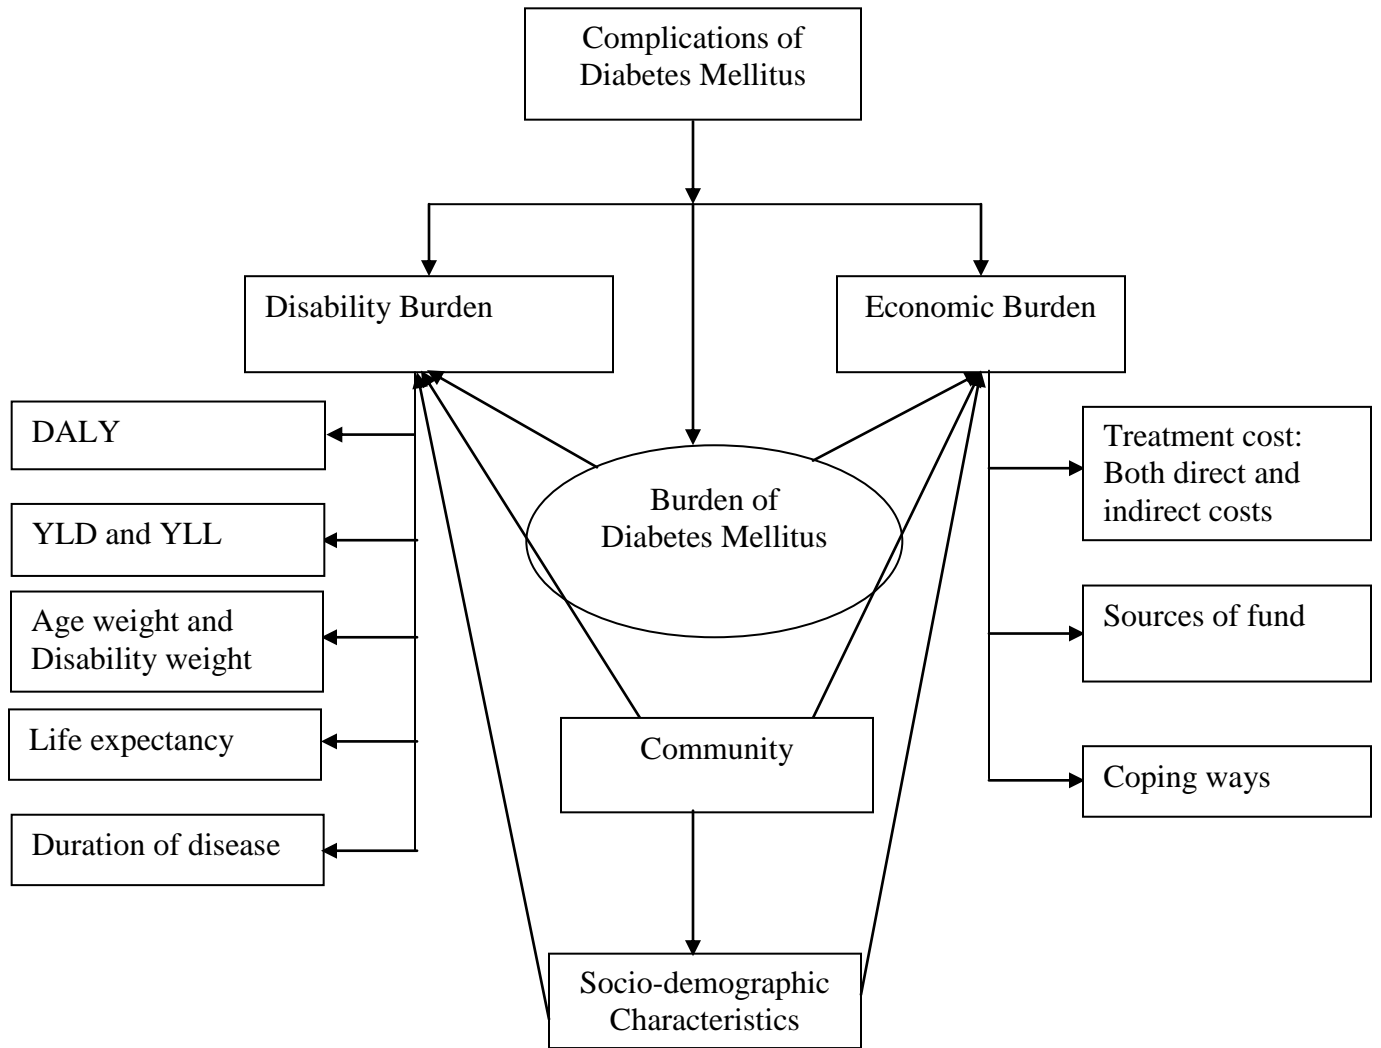 Complications of
Diabetes Mellitus
Disability Burden
Economic Burden
DALY
YLD and YLL
Age weight and
Disability weight
Life expectancy
Duration of disease
Burden of
Diabetes Mellitus
Community
Socio-demographic
Characteristics
Treatment cost:
Both direct and
indirect costs
Sources of fund
Coping ways